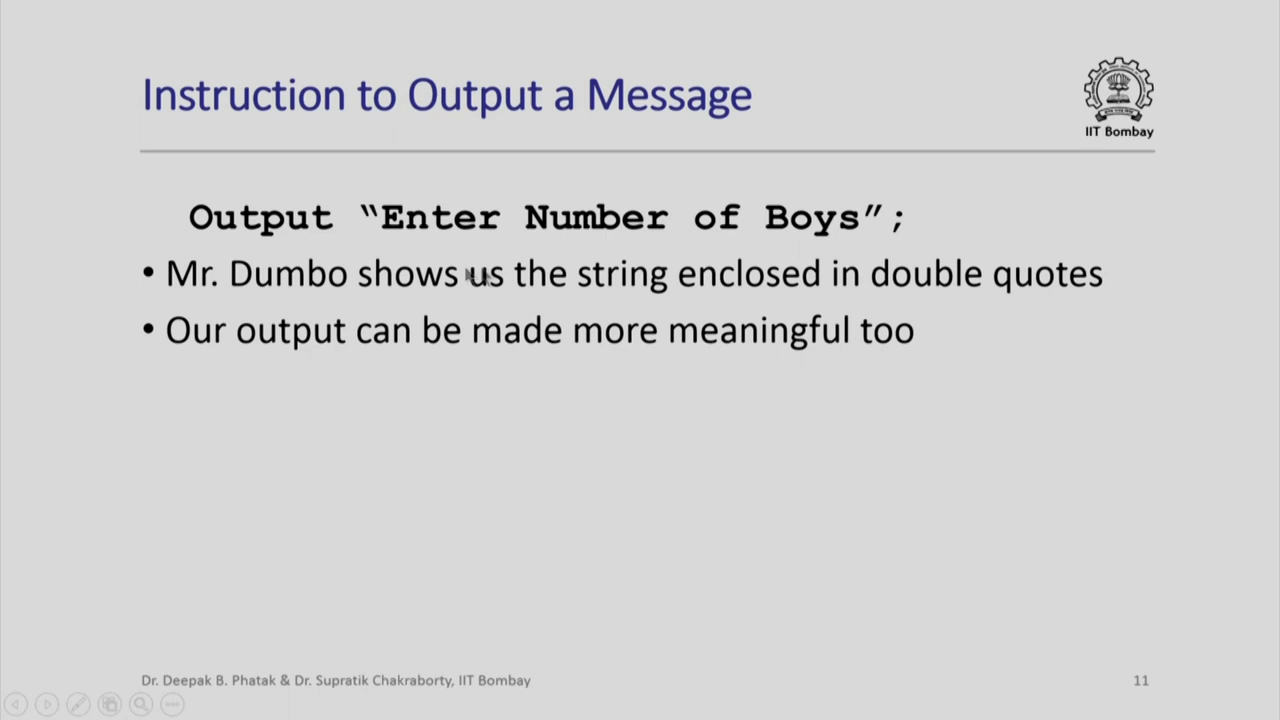 Instruction to Output a Message
IIT Bombay
Output “Enter Number of Boys”;
• Mr. Dumbo shows us the string enclosed in double quotes
• Our output can be made more meaningful too
Dr. Deepak B. Phatak & Dr. Supratik Chakraborty, IIT Bombay
11